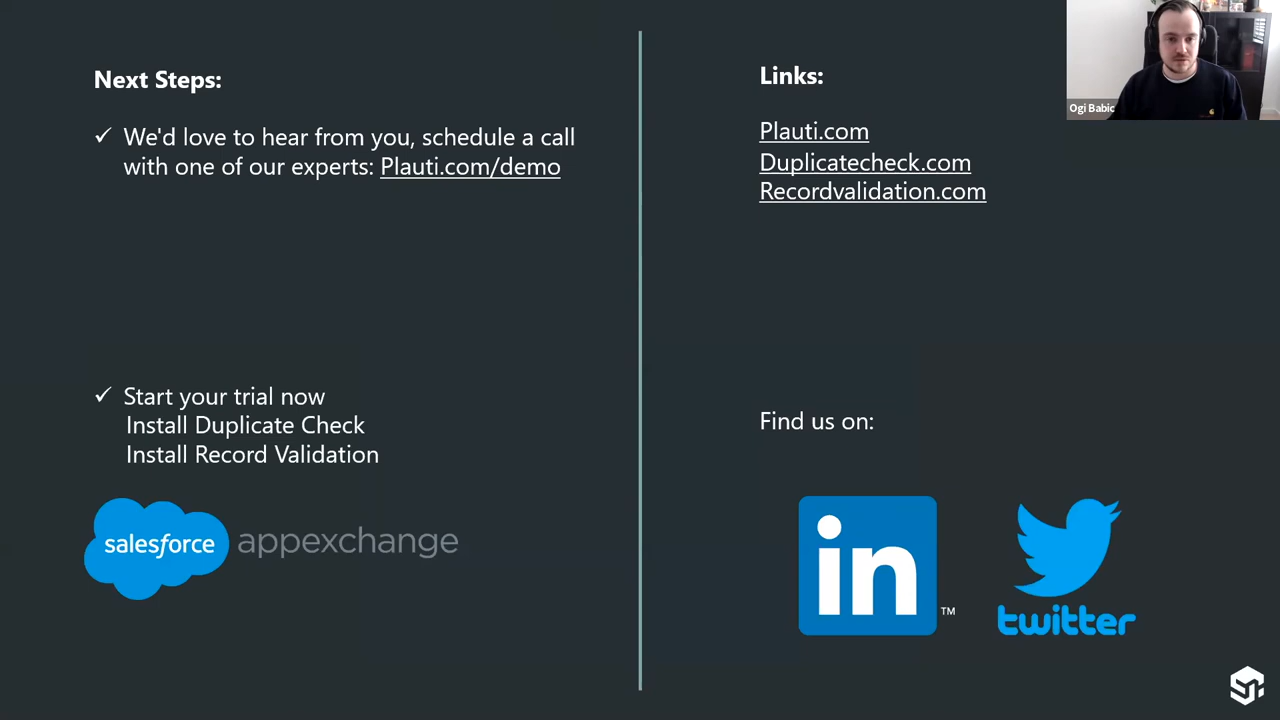 Next Steps:
✓ We'd love to hear from you, schedule a call
with one of our experts: Plauti.com/demo
✓ Start your trial now
Install Duplicate Check
Install Record Validation
salesforce appexchange
Links:
Plauti.com
Duplicatecheck.com
Recordvalidation.com
Find us on:
in ™
twitter
Ogi Babic